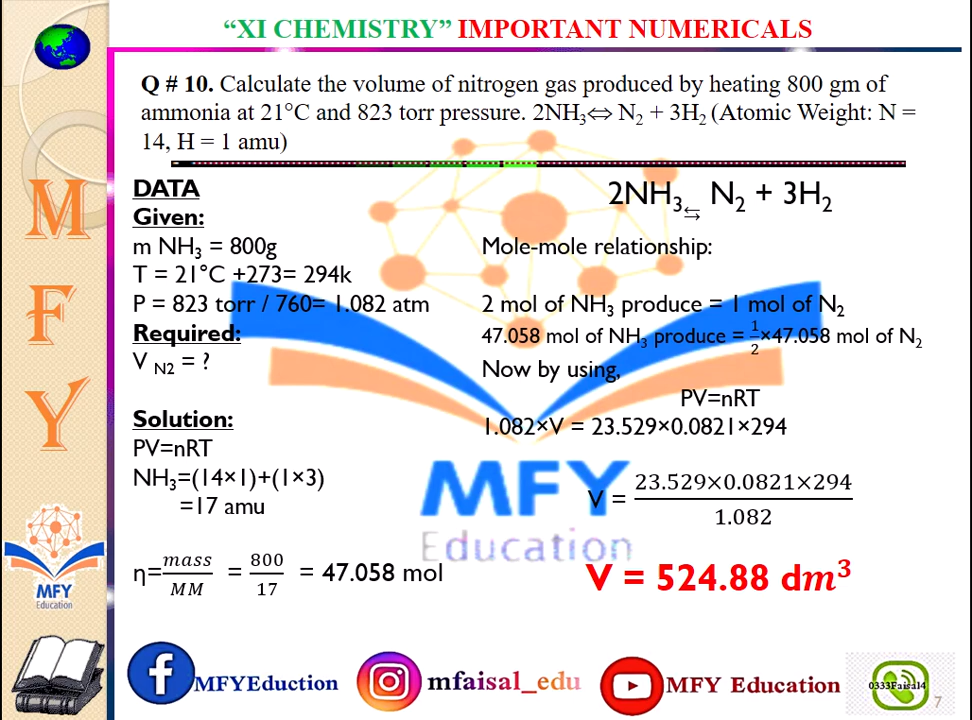 “XI CHEMISTRY” IMPORTANT NUMERICALS
Q # 10. Calculate the volume of nitrogen gas produced by heating 800 gm of
ammonia at 21°C and 823 torr pressure. 2NH₃⇔ N₂ + 3H₂ (Atomic Weight: N =
14, H = 1 amu)
M
F
Y
MFY
Education
DATA
Given:
m NH₃ = 800g
T = 21°C +273= 294k
P = 823 torr / 760= 1.082 atm
Required:
V N2 = ?
Solution:
PV=nRT
NH₃=(14×1)+(1×3)
=17 amu
η=mass/MM = 800/17 = 47.058 mol
2NH₃ ⇆ N₂ + 3H₂
Mole-mole relationship:
2 mol of NH₃ produce = 1 mol of N₂
47.058 mol of NH₃ produce = 1/2×47.058 mol of N₂
Now by using,
PV=nRT
1.082×V = 23.529×0.0821×294
V = 23.529×0.0821×294/1.082
V = 524.88 dm³
MFY
Education
MFYEduction
mfaisal_edu
MFY Education
0333Faisal4
7